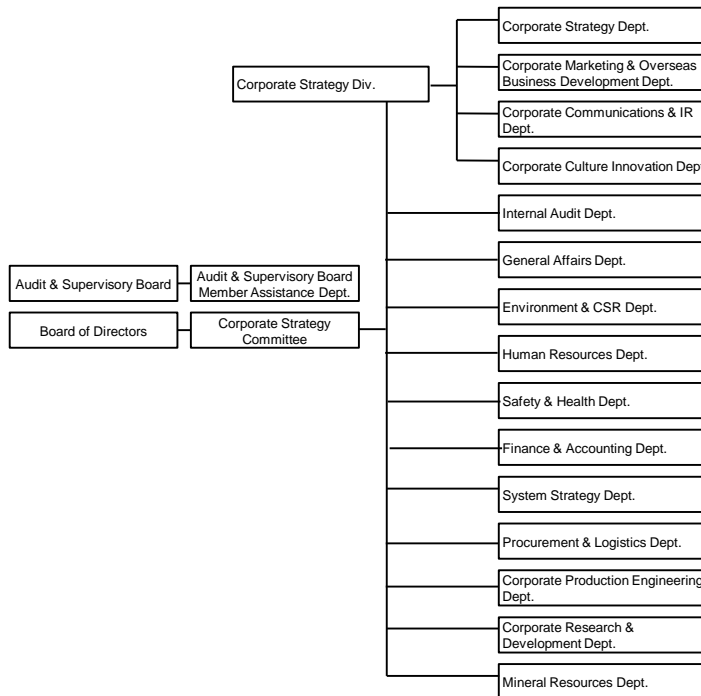 Corporate Strategy Dept.
Corporate Marketing & Overseas
Business Development Dept.
Corporate Strategy Div.
Corporate Communications & IR
Dept.
Corporate Culture Innovation Dept
Internal Audit Dept.
General Affairs Dept.
Audit & Supervisory Board
Audit & Supervisory Board
Member Assistance Dept.
Environment & CSR Dept.
Board of Directors
Corporate Strategy
Committee
Human Resources Dept.
Safety & Health Dept.
Finance & Accounting Dept.
System Strategy Dept.
Procurement & Logistics Dept.
Corporate Production Engineering
Dept.
Corporate Research &
Development Dept.
Mineral Resources Dept.